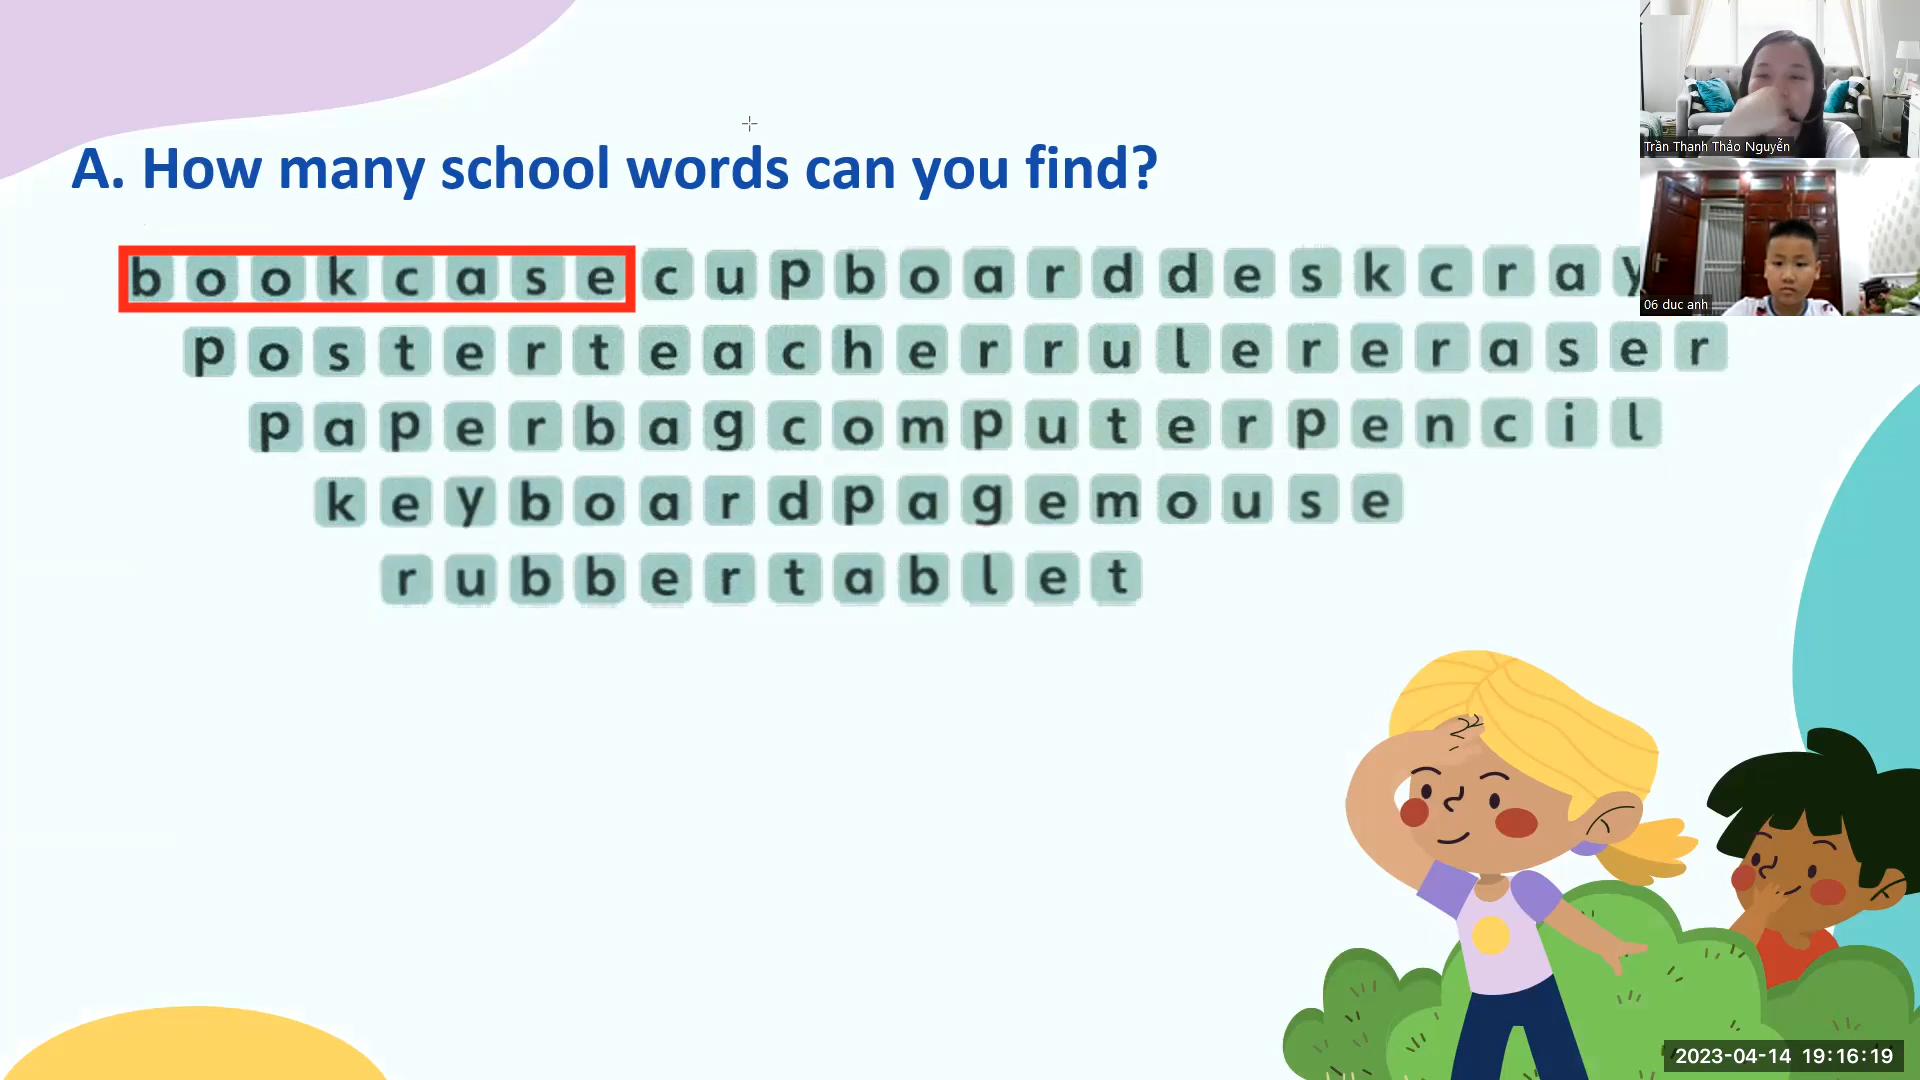 A. How many school words can you find?
bookcasecupboarddeskcray
posterteacherrulereraser
paperbagcomputerpencil
keyboardpagemouse
rubbertablet
Trần Thanh Thảo Nguyễn
06 duc anh
2023-04-14 19:16:19